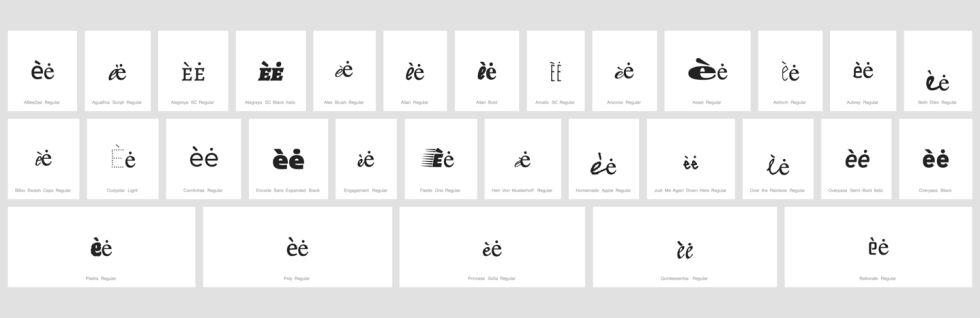 èė èė ÈĖ ÈĖ èė èė èė ÈĖ èė èė èė èė èė
ABeeZee Regular Aguafina Script Regular Alegreya SC Regular Alegreya SC Black Italic Alex Brush Regular Allan Regular Allan Bold Amatic SC Regular Arizonia Regular Asset Regular Astloch Regular Aubrey Regular Beth Ellen Regular
èė Èė èė èė èė Èė èė èė èė èė èė èė
Bilbo Swash Caps Regular Codystar Light Comfortaa Regular Encode Sans Expanded Black Engagement Regular Faster One Regular Herr Von Muellerhoff Regular Homemade Apple Regular Just Me Again Down Here Regular Over the Rainbow Regular Overpass Semi-Bold Italic Overpass Black
èė èė èė èė èė
Piedra Regular Poly Regular Princess Sofia Regular Quintessential Regular Rationale Regular